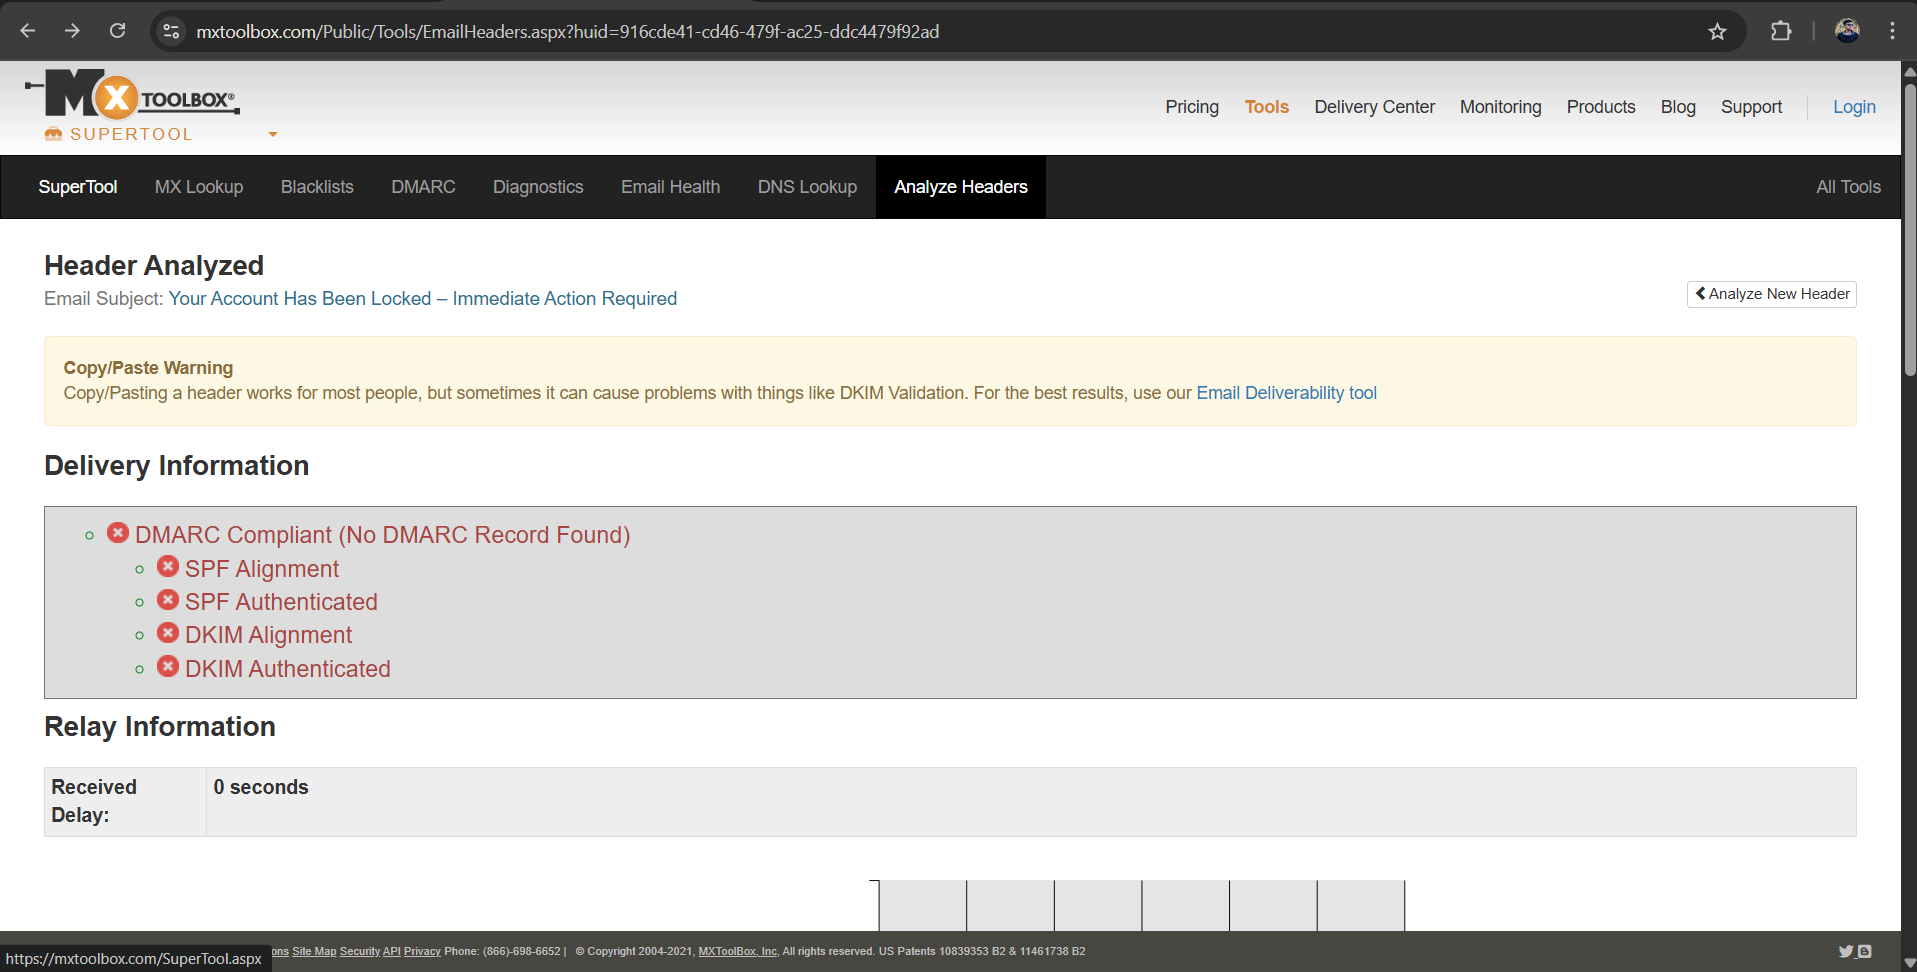 mxtoolbox.com/Public/Tools/EmailHeaders.aspx?huid=916cde41-cd46-479f-ac25-ddc4479f92ad
MX TOOLBOX®
SUPERTOOL
Pricing Tools Delivery Center Monitoring Products Blog Support Login
SuperTool MX Lookup Blacklists DMARC Diagnostics Email Health DNS Lookup Analyze Headers All Tools
Header Analyzed
Email Subject: Your Account Has Been Locked – Immediate Action Required
Analyze New Header
Copy/Paste Warning
Copy/Pasting a header works for most people, but sometimes it can cause problems with things like DKIM Validation. For the best results, use our Email Deliverability tool
Delivery Information
DMARC Compliant (No DMARC Record Found)
SPF Alignment
SPF Authenticated
DKIM Alignment
DKIM Authenticated
Relay Information
Received Delay: 0 seconds
ons Site Map Security API Privacy Phone: (866)-698-6652 | © Copyright 2004-2021, MXToolBox, Inc, All rights reserved. US Patents 10839353 B2 & 11461738 B2
https://mxtoolbox.com/SuperTool.aspx